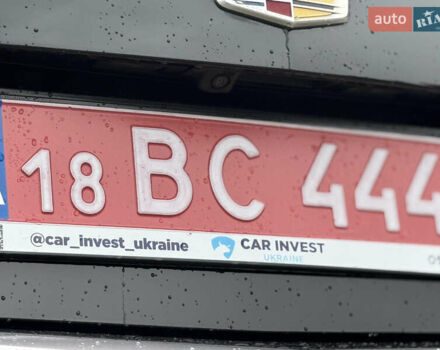 auto RIA
18 BC 444
@car_invest_ukraine CAR INVEST
UKRAINE